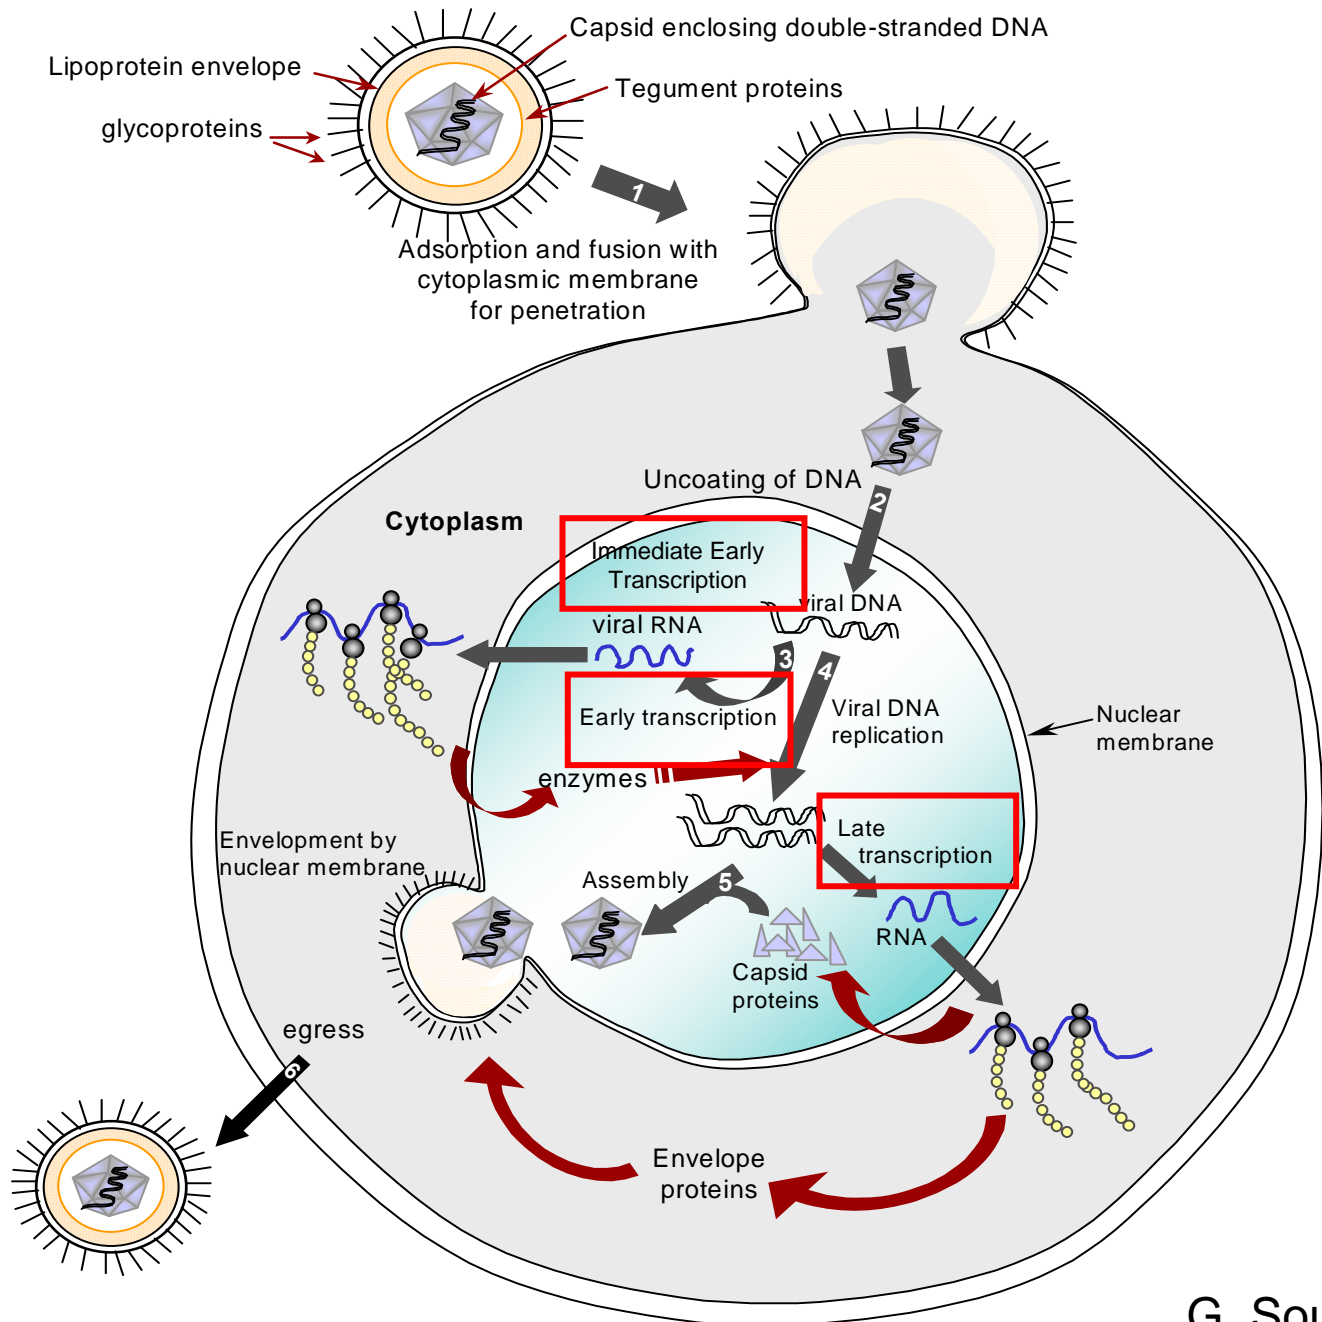 Capsid enclosing double-stranded DNA
Lipoprotein envelope
Tegument proteins
glycoproteins
1
Adsorption and fusion with
cytoplasmic membrane
for penetration
Uncoating of DNA
2
Cytoplasm
Immediate Early
Transcription
viral DNA
viral RNA
3
4
Early transcription
Viral DNA
replication
Nuclear
membrane
enzymes
Late
transcription
Envelopment by
nuclear membrane
Assembly
5
RNA
Capsid
proteins
egress
6
Envelope
proteins
G.